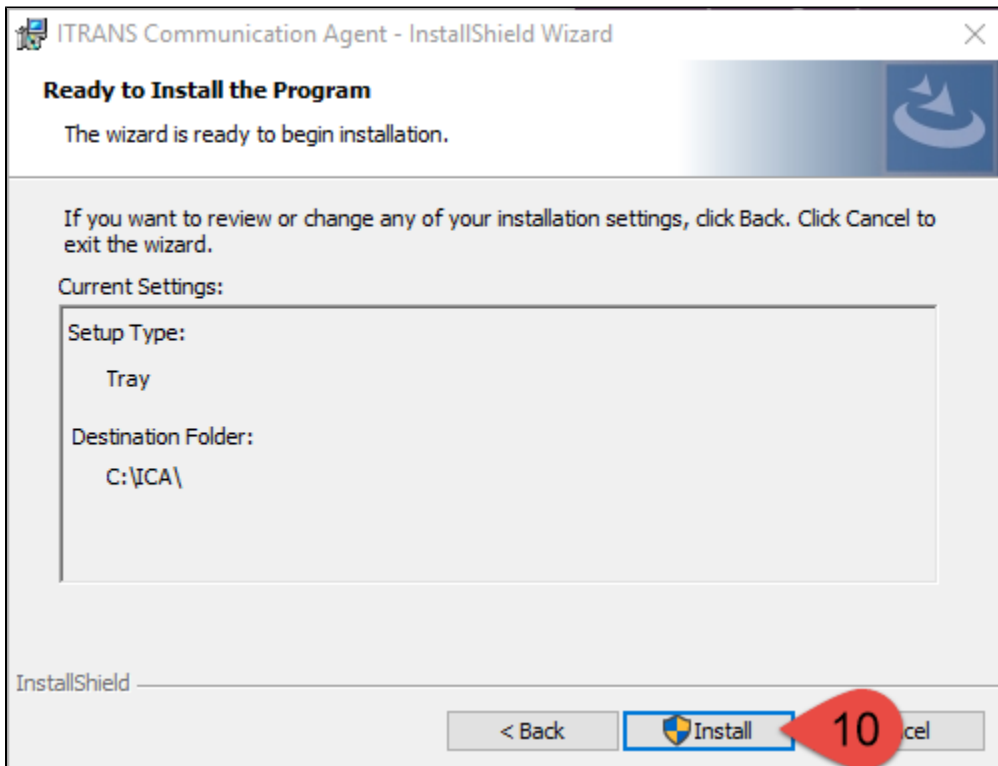 ITRANS Communication Agent - InstallShield Wizard
Ready to Install the Program
The wizard is ready to begin installation.
If you want to review or change any of your installation settings, click Back. Click Cancel to
exit the wizard.
Current Settings:
Setup Type:
Tray
Destination Folder:
C:\ICA\
InstallShield
< Back Install 10 cel